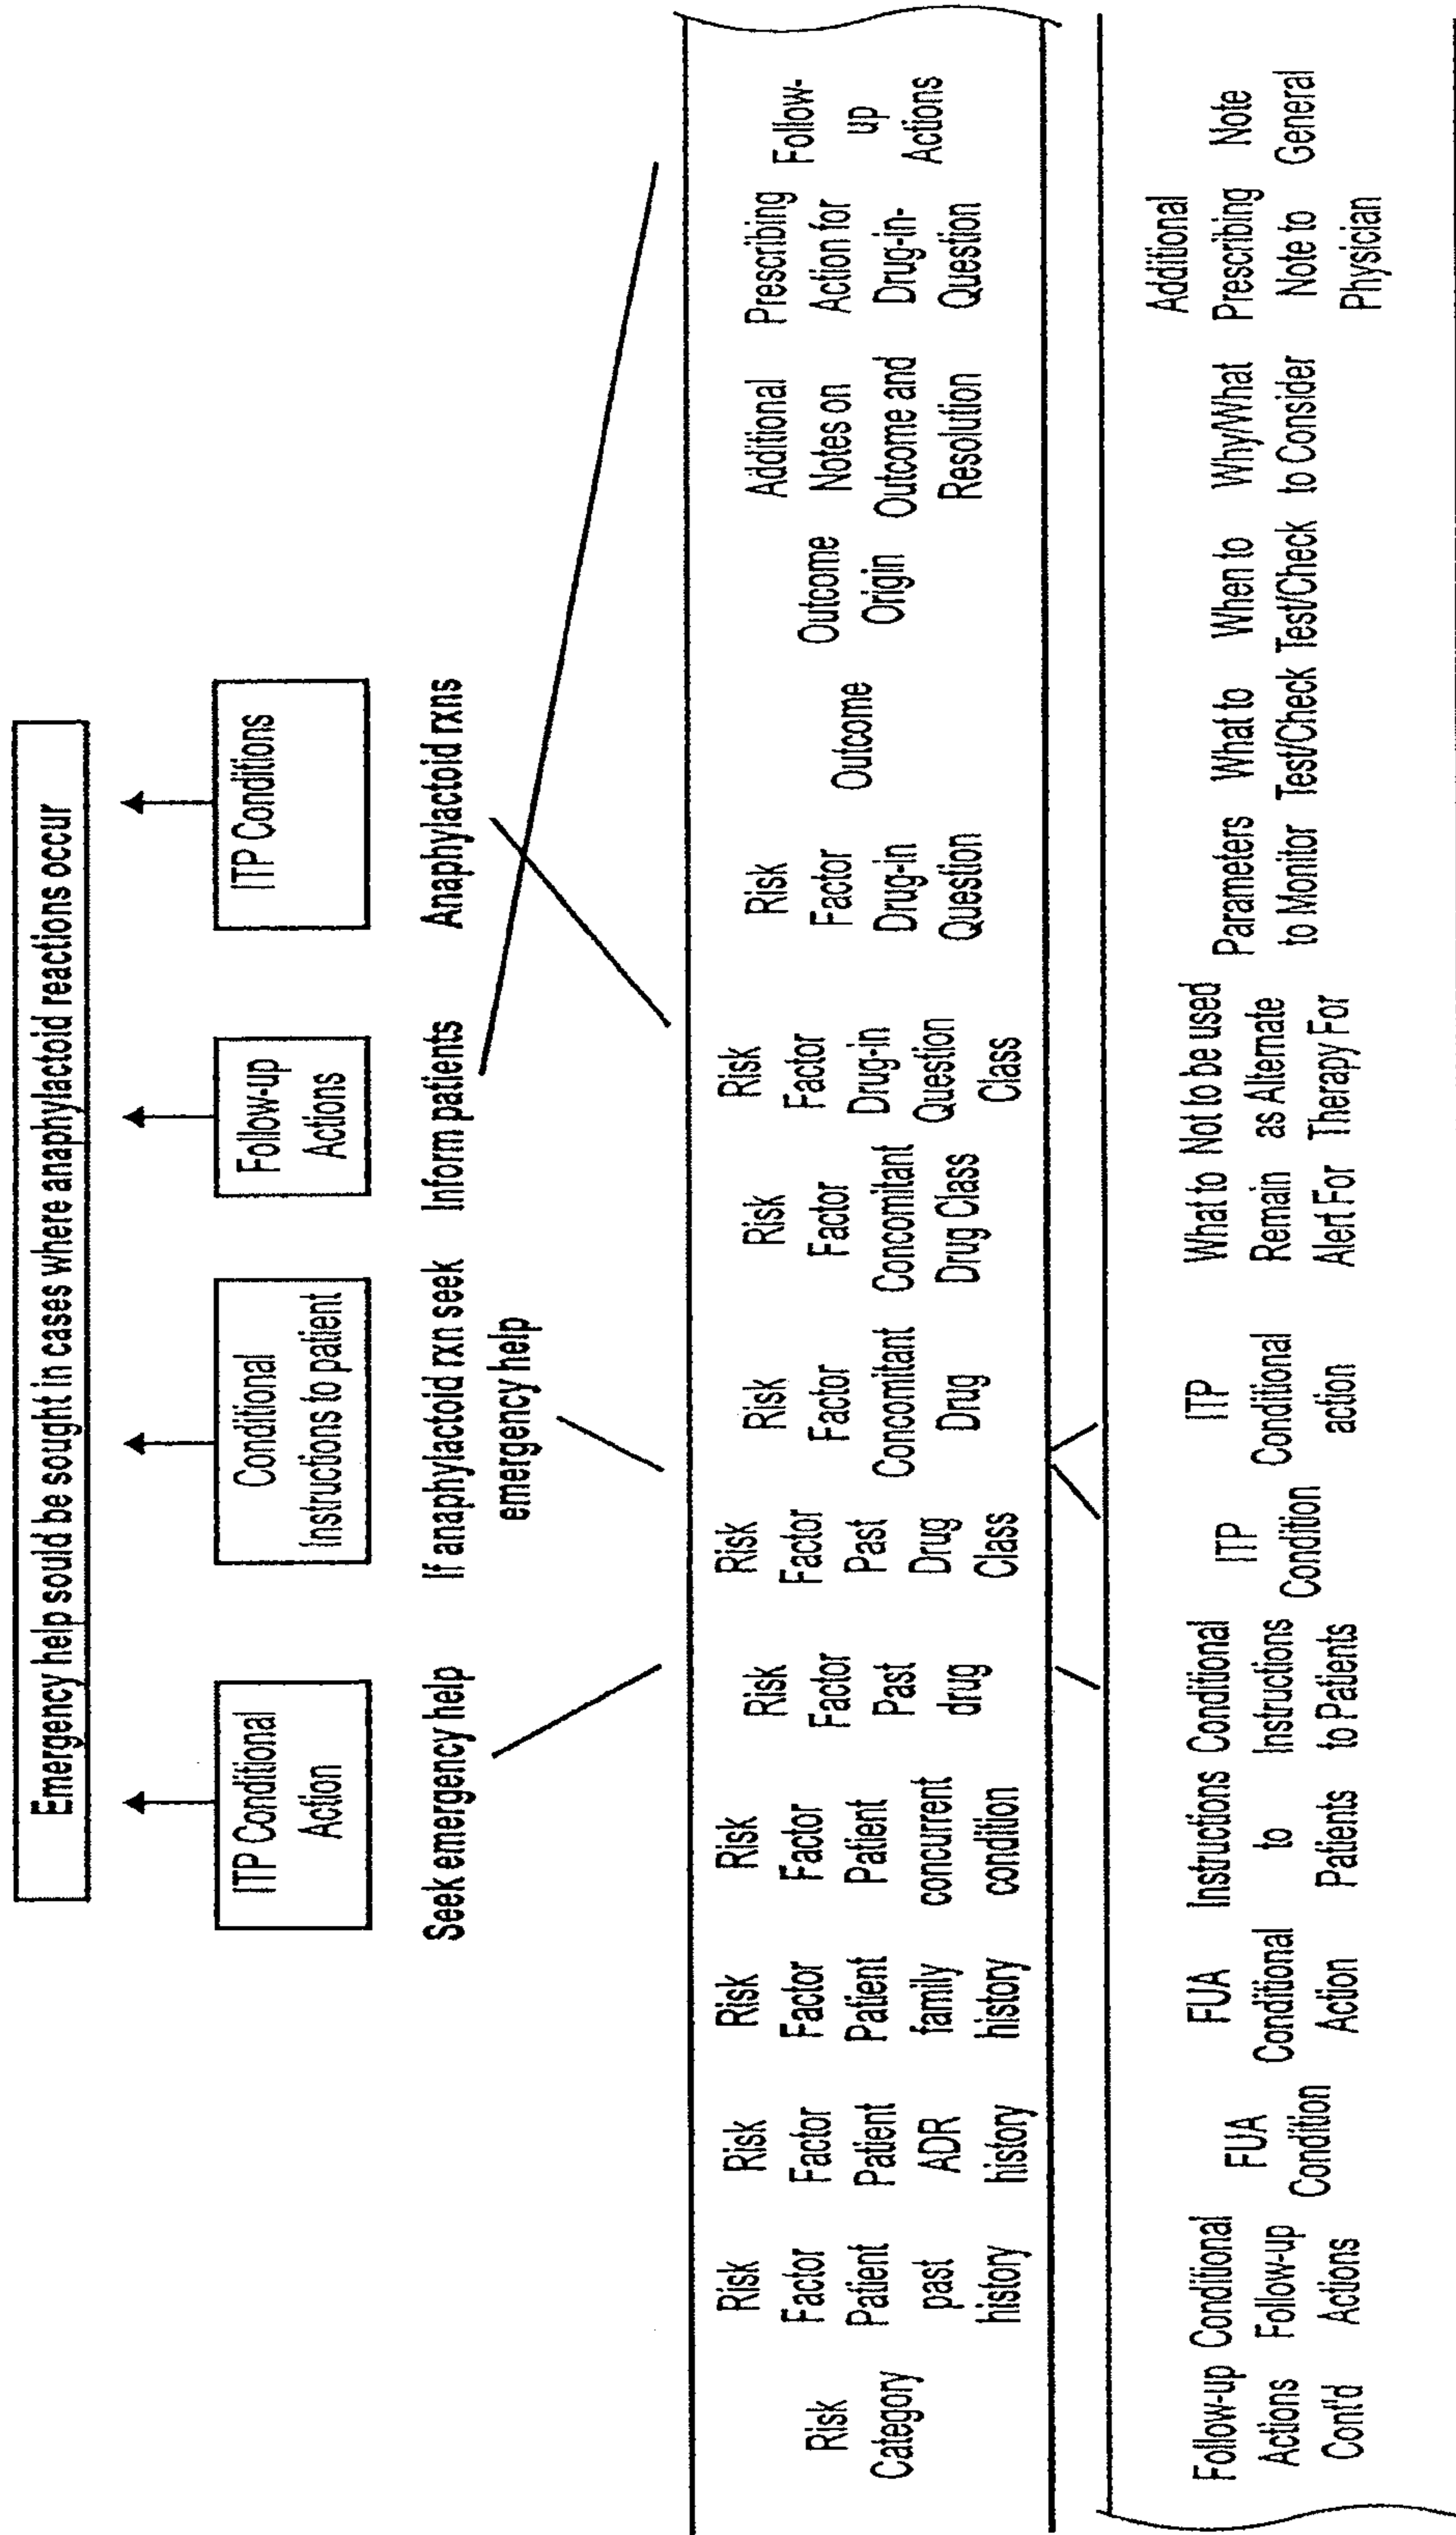 Emergency help sould be sought in cases where anaphylactoid reactions occur
ITP Conditional
Action
Conditional
Instructions to patient
Follow-up
Actions
ITP Conditions
Seek emergency help
If anaphylactoid rxn seek
emergency help
Inform patients
Anaphylactoid rxns
Risk
Category
Risk
Factor
Patient
past
history
Risk
Factor
Patient
ADR
history
Risk
Factor
Patient
family
history
Risk
Factor
Patient
concurrent
condition
Risk
Factor
Past
drug
Risk
Factor
Past
Drug
Class
Risk
Factor
Concomitant
Drug
Risk
Factor
Concomitant
Drug Class
Risk
Factor
Drug-in
Question
Class
Risk
Factor
Drug-in
Question
Outcome
Outcome
Origin
Additional
Notes on
Outcome and
Resolution
Prescribing
Action for
Drug-in-
Question
Follow-
up
Actions
Follow-up
Actions
Cont'd
Conditional
Follow-up
Actions
FUA
Condition
FUA
Conditional
Action
Instructions
to
Patients
Conditional
Instructions
to Patients
ITP
Condition
ITP
Conditional
action
What to
Remain
Alert For
What Not to be used
as Alternate
Therapy For
Parameters
to Monitor
What to
Test/Check
When to
Test/Check
Why/What
to Consider
Additional
Prescribing
Note to
Physician
Note
General